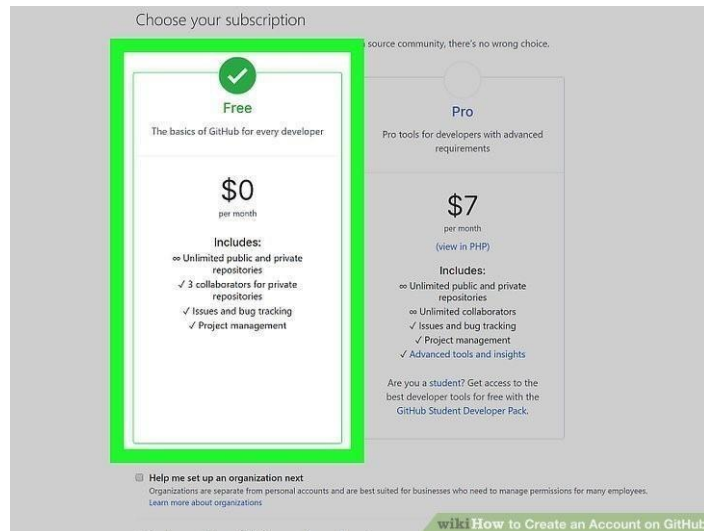 Choose your subscription
source community, there's no wrong choice.
Free
The basics of GitHub for every developer
$0
per month
Includes:
∞ Unlimited public and private
repositories
✓ 3 collaborators for private
repositories
✓ Issues and bug tracking
✓ Project management
Pro
Pro tools for developers with advanced
requirements
$7
per month
(view in PHP)
Includes:
∞ Unlimited public and private
repositories
∞ Unlimited collaborators
✓ Issues and bug tracking
✓ Project management
✓ Advanced tools and insights
Are you a student? Get access to the
best developer tools for free with the
GitHub Student Developer Pack.
Help me set up an organization next
Organizations are separate from personal accounts and are best suited for businesses who need to manage permissions for many employees.
Learn more about organizations
wikiHow to Create an Account on GitHub